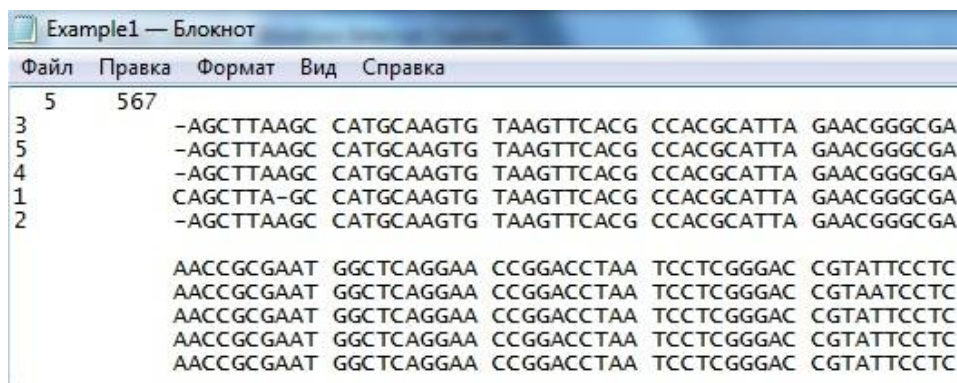 Example1 — Блокнот
Файл Правка Формат Вид Справка
5 567
3 -AGCTTAAGC CATGCAAGTG TAAGTTCACG CCACGCATTA GAACGGGCGA
5 -AGCTTAAGC CATGCAAGTG TAAGTTCACG CCACGCATTA GAACGGGCGA
4 -AGCTTAAGC CATGCAAGTG TAAGTTCACG CCACGCATTA GAACGGGCGA
1 CAGCTTA-GC CATGCAAGTG TAAGTTCACG CCACGCATTA GAACGGGCGA
2 -AGCTTAAGC CATGCAAGTG TAAGTTCACG CCACGCATTA GAACGGGCGA
AACCGCGAAT GGCTCAGGAA CCGGACCTAA TCCTCGGGAC CGTATTCCTC
AACCGCGAAT GGCTCAGGAA CCGGACCTAA TCCTCGGGAC CGTAATCCTC
AACCGCGAAT GGCTCAGGAA CCGGACCTAA TCCTCGGGAC CGTATTCCTC
AACCGCGAAT GGCTCAGGAA CCGGACCTAA TCCTCGGGAC CGTATTCCTC
AACCGCGAAT GGCTCAGGAA CCGGACCTAA TCCTCGGGAC CGTATTCCTC